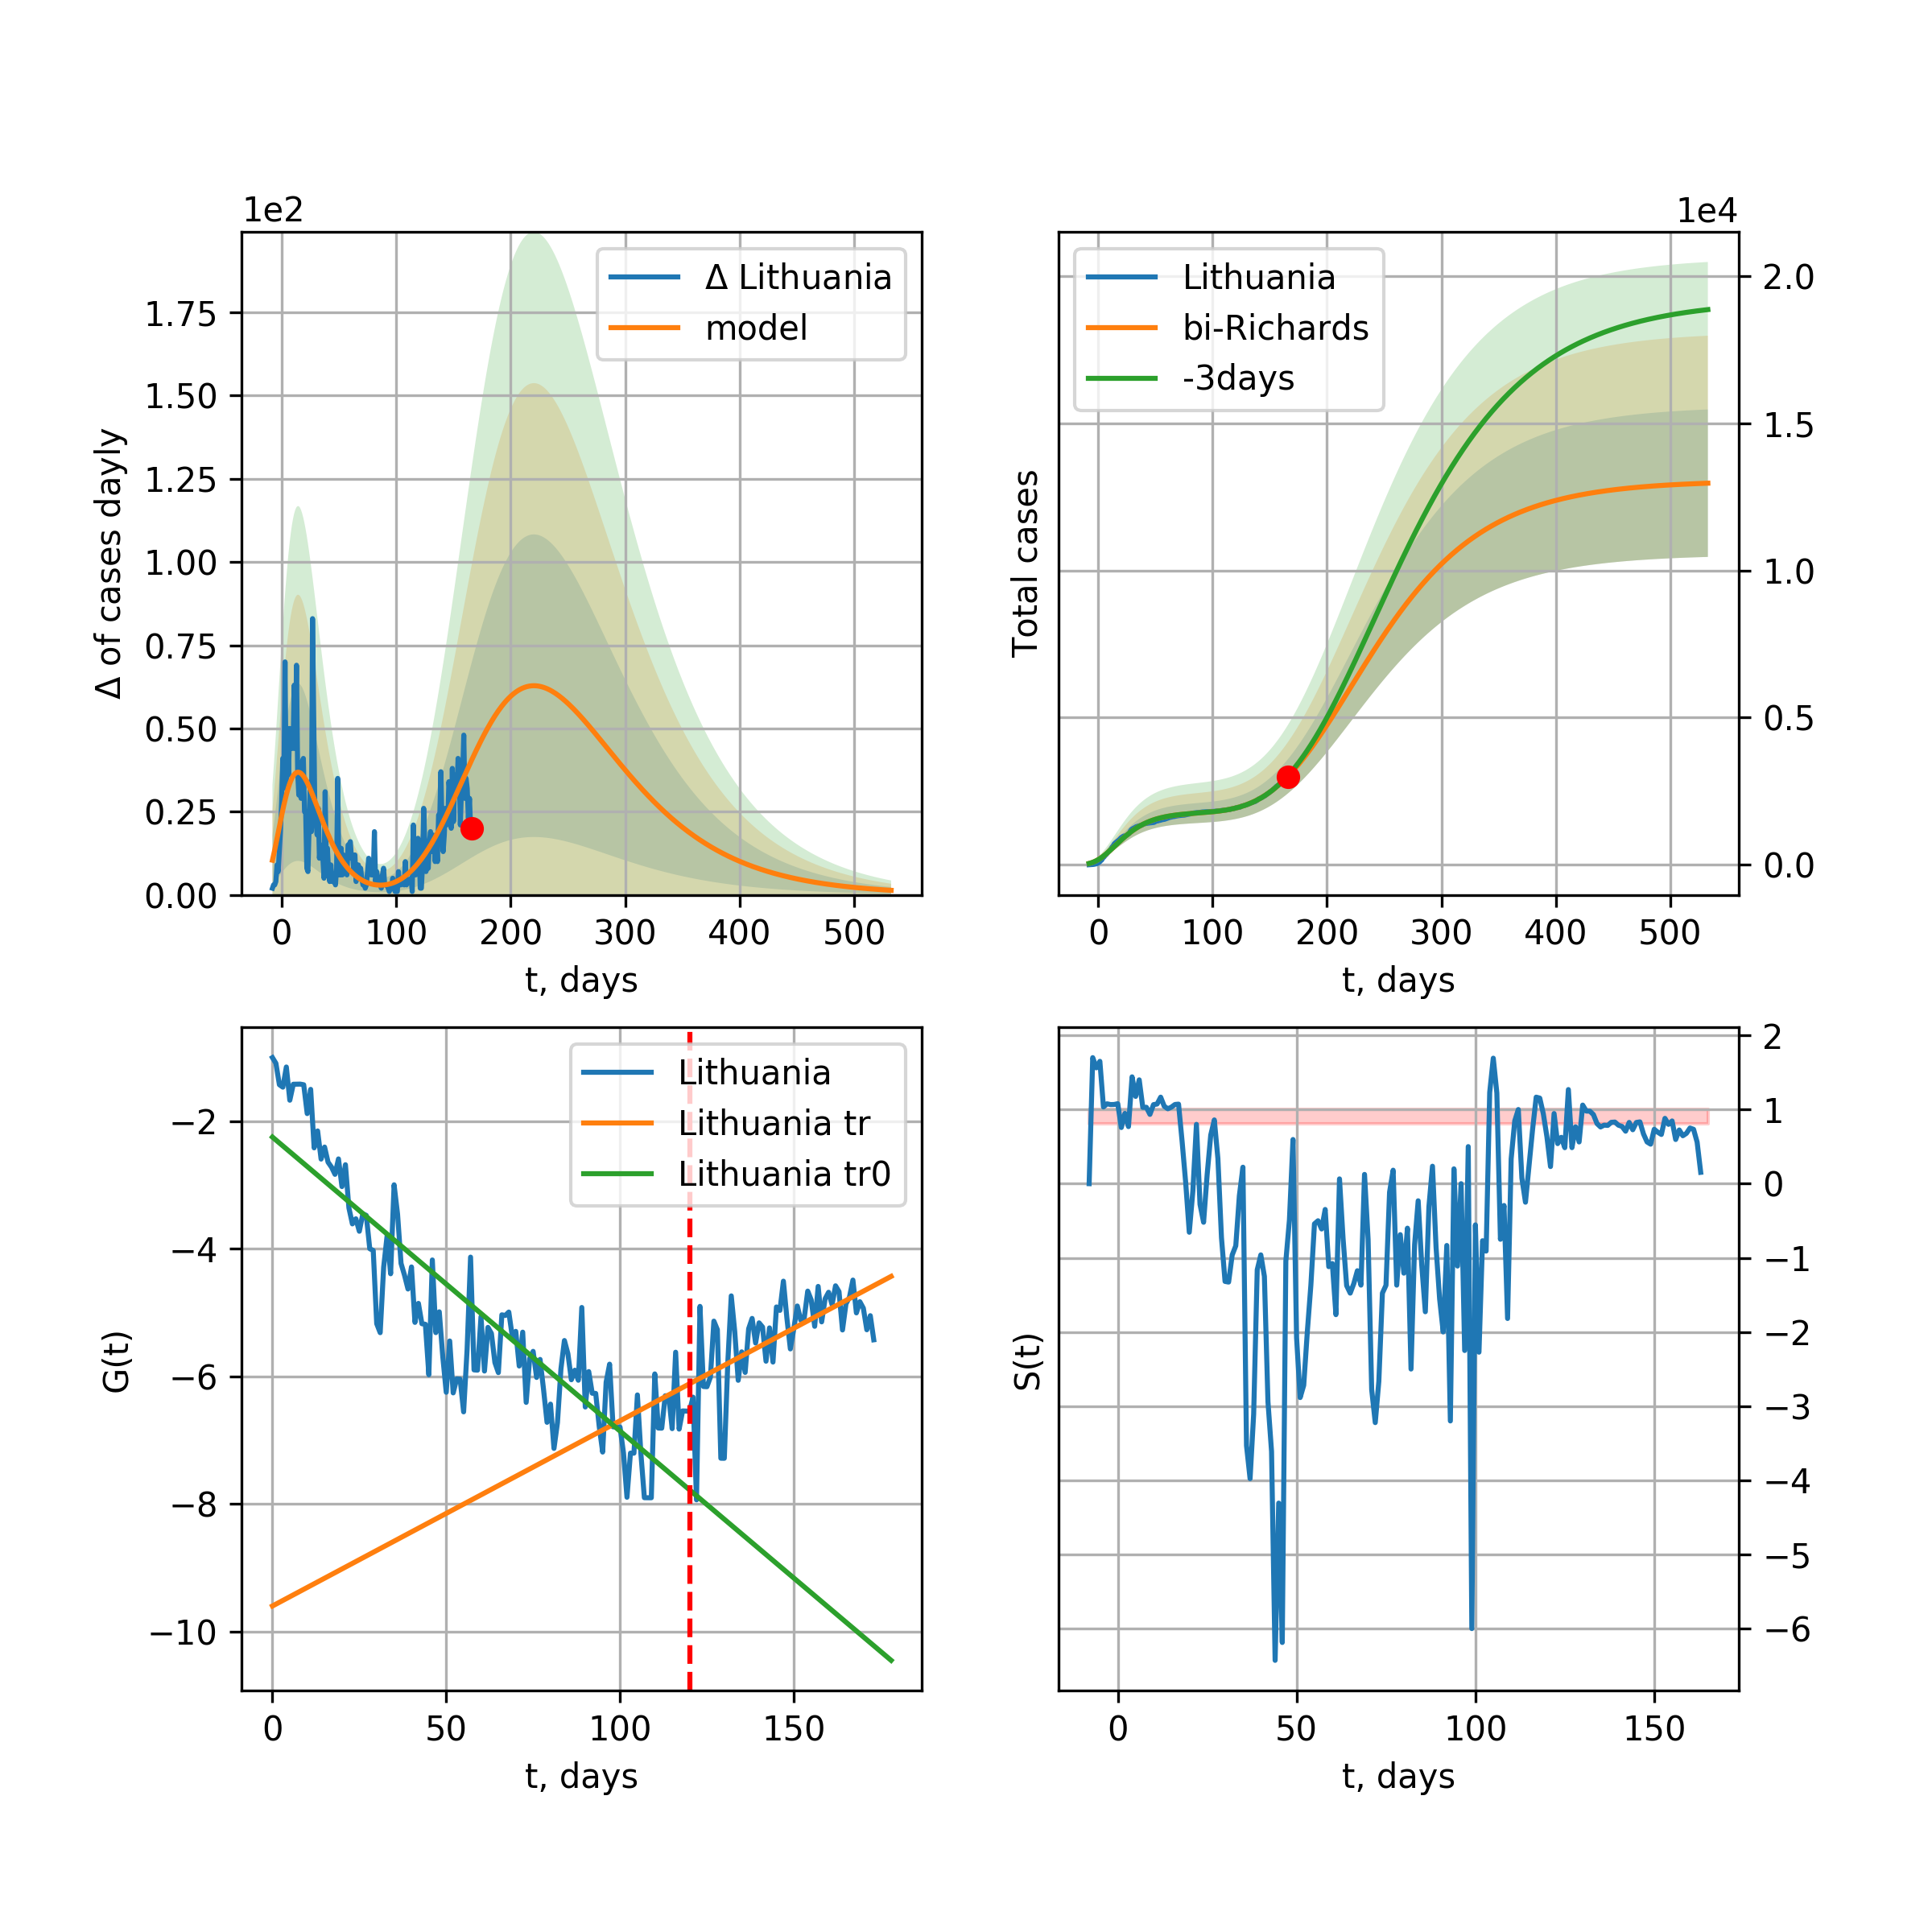 1e2
Δ of cases dayly
1.75
1.50
1.25
1.00
0.75
0.50
0.25
0.00
Δ Lithuania
model
0 100 200 300 400 500
t, days
1e4
Total cases
Lithuania
bi-Richards
-3days
2.0
1.5
1.0
0.5
0.0
0 100 200 300 400 500
t, days
G(t)
−2
−4
−6
−8
−10
Lithuania
Lithuania tr
Lithuania tr0
0 50 100 150
t, days
S(t)
2
1
0
−1
−2
−3
−4
−5
−6
0 50 100 150
t, days